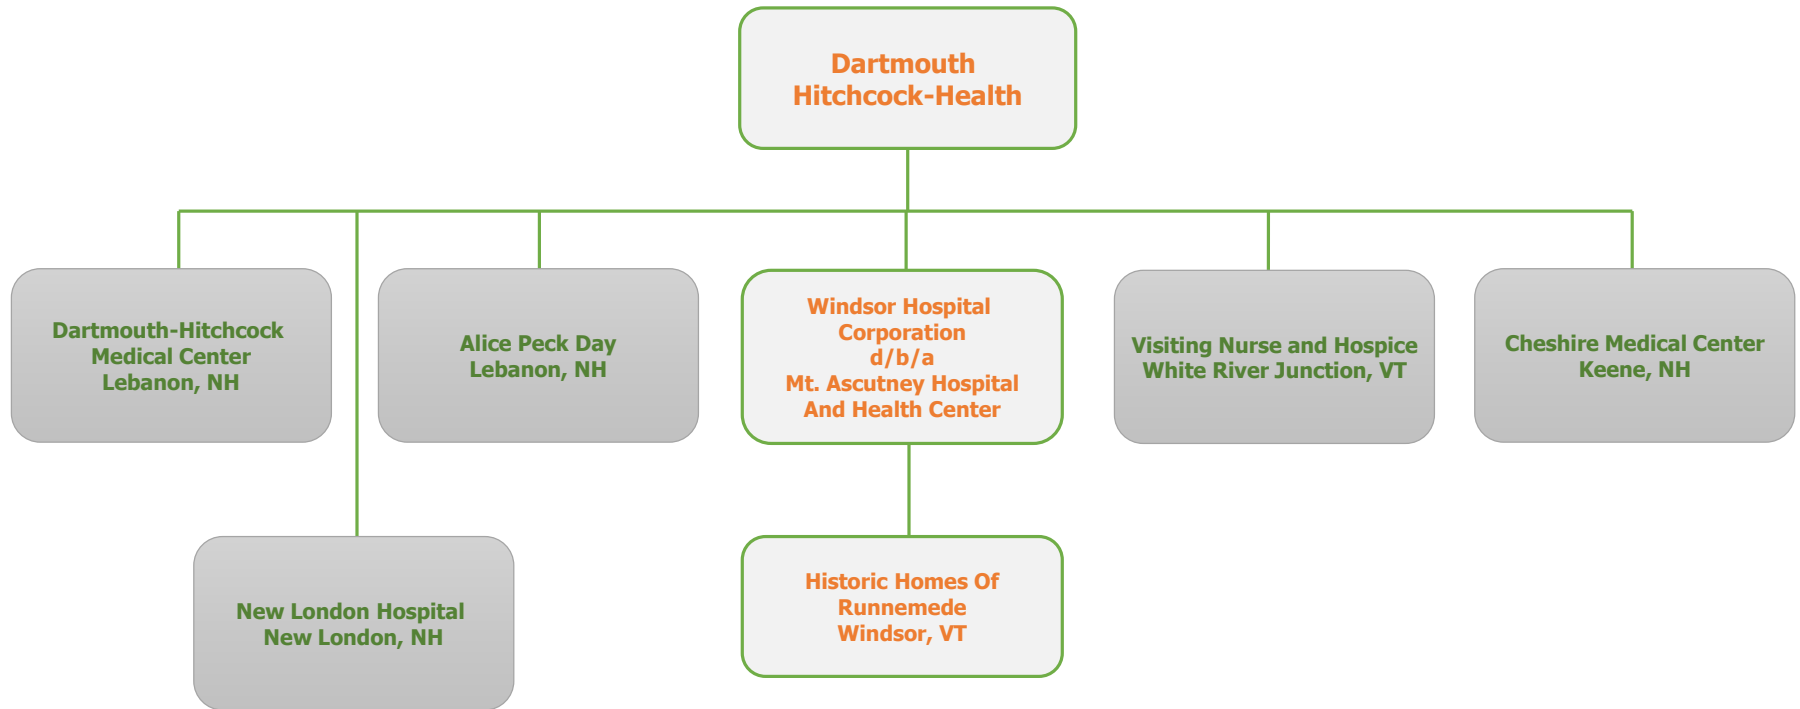 Dartmouth
Hitchcock-Health
Dartmouth-Hitchcock
Medical Center
Lebanon, NH
Alice Peck Day
Lebanon, NH
Windsor Hospital
Corporation
d/b/a
Mt. Ascutney Hospital
And Health Center
Visiting Nurse and Hospice
White River Junction, VT
Cheshire Medical Center
Keene, NH
New London Hospital
New London, NH
Historic Homes Of
Runnemede
Windsor, VT